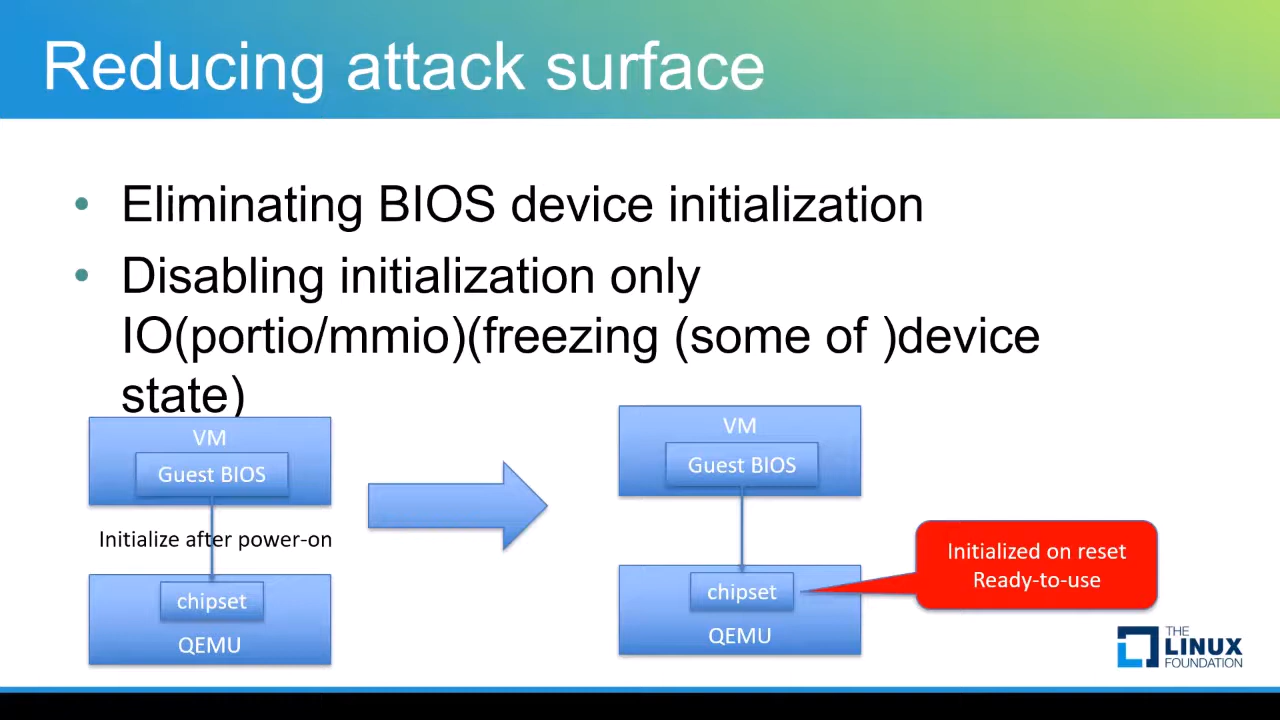 Reducing attack surface
• Eliminating BIOS device initialization
• Disabling initialization only
IO(portio/mmio)(freezing (some of )device
state)
VM
Guest BIOS
Initialize after power-on
chipset
QEMU
VM
Guest BIOS
chipset
QEMU
Initialized on reset
Ready-to-use
THE
LINUX
FOUNDATION